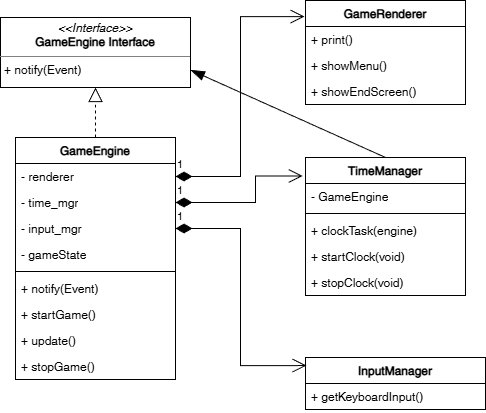 <<Interface>>
GameEngine Interface
+ notify(Event)
GameEngine
- renderer
- time_mgr
- input_mgr
- gameState
+ notify(Event)
+ startGame()
+ update()
+ stopGame()
1
1
1
GameRenderer
+ print()
+ showMenu()
+ showEndScreen()
TimeManager
- GameEngine
+ clockTask(engine)
+ startClock(void)
+ stopClock(void)
InputManager
+ getKeyboardInput()